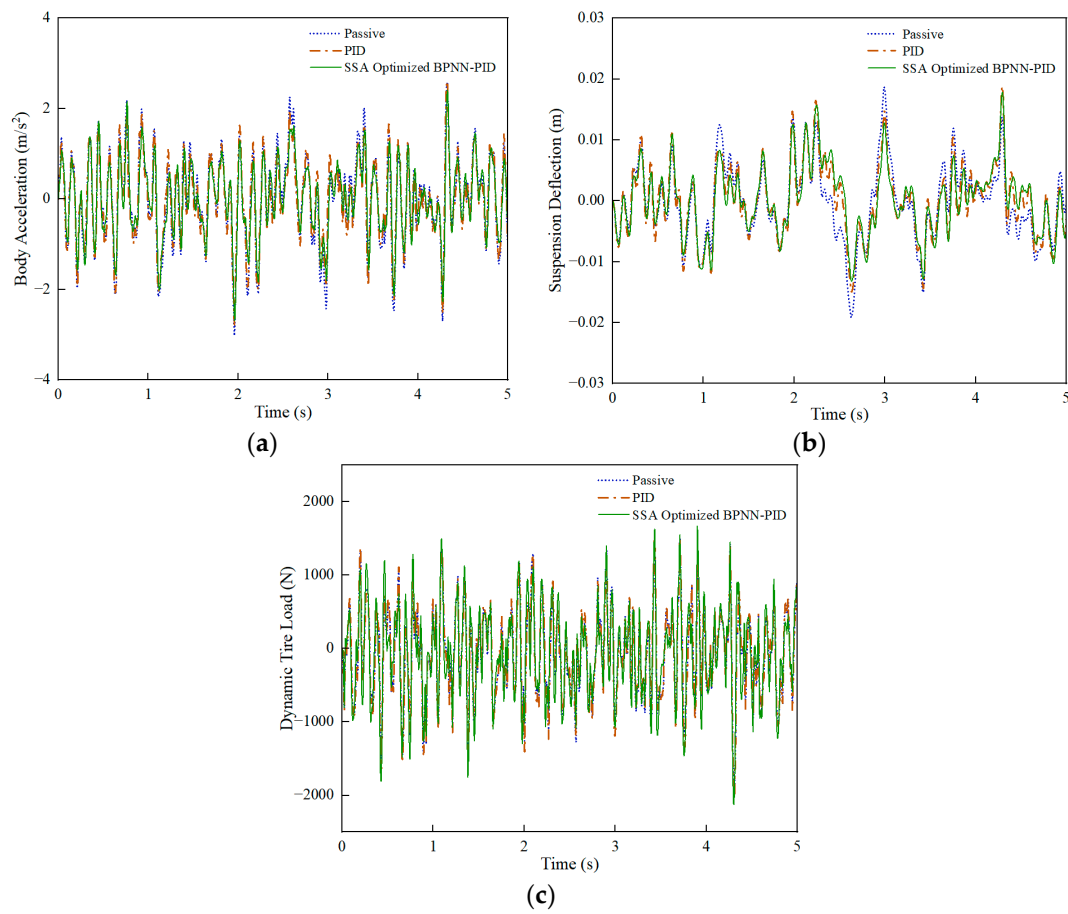 4
2
0
−2
−4
Body Acceleration (m/s²)
Passive
PID
SSA Optimized BPNN-PID
0 1 2 3 4 5
Time (s)
(a)
0.03
0.02
0.01
0.00
−0.01
−0.02
−0.03
Suspension Deflection (m)
Passive
PID
SSA Optimized BPNN-PID
0 1 2 3 4 5
Time (s)
(b)
2000
1000
0
−1000
−2000
Dynamic Tire Load (N)
Passive
PID
SSA Optimized BPNN-PID
0 1 2 3 4 5
Time (s)
(c)